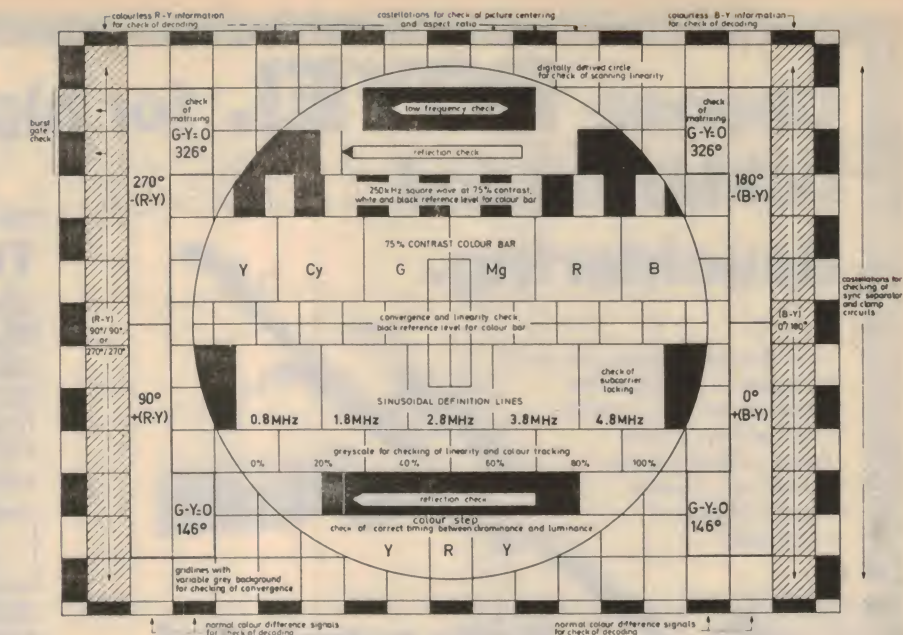 colourless R-Y information
for check of decoding
castellations for check of picture centering
and aspect ratio
colourless B-Y information
for check of decoding
digitally derived circle
for check of scanning linearity
burst
gate
check
check
of
matrixing
G-Y=0
326°
low frequency check
check
of
matrixing
G-Y=0
326°
reflection check
270°
-(R-Y)
180°
-(B-Y)
250kHz square wave at 75% contrast,
white and black reference level for colour bar
75% CONTRAST COLOUR BAR
Y Cy G Mg R B
castellations for
checking of
sync separator
and clamp
circuits
convergence and linearity check,
black reference level for colour bar
(R-Y)
90°/90°
or
270°/270°
(B-Y)
0°/180°
90°
+(R-Y)
0°
+(B-Y)
check of
subcarrier
locking
SINUSOIDAL DEFINITION LINES
0.8MHz 1.8MHz 2.8MHz 3.8MHz 4.8MHz
greyscale for checking of linearity and colour tracking
0% 20% 40% 60% 80% 100%
reflection check
G-Y=0
146°
G-Y=0
146°
colour step
check of correct timing between chrominance and luminance
Y R Y
gridlines with
variable grey background
for checking of convergence
normal colour difference signals
for check of decoding
normal colour difference signals
for check of decoding